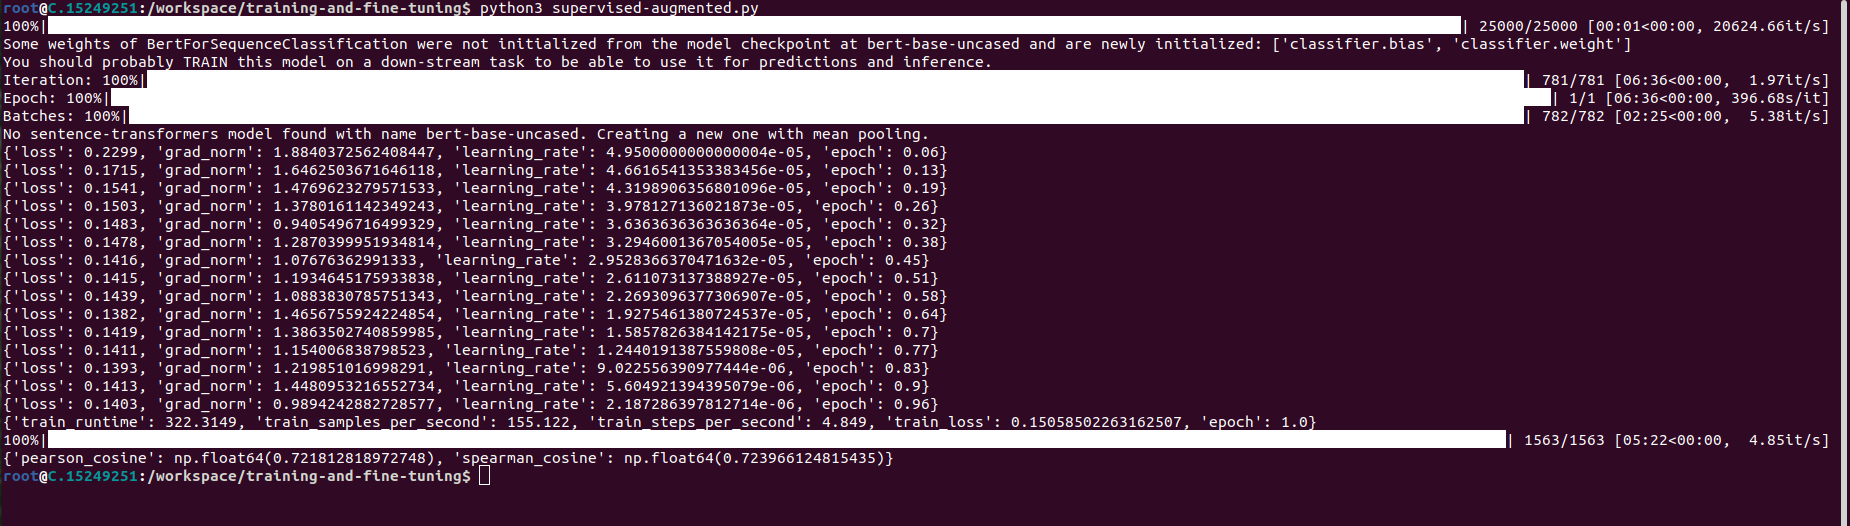 root@C.15249251:/workspace/training-and-fine-tuning$ python3 supervised-augmented.py
100%|| 25000/25000 [00:01<00:00, 20624.66it/s]
Some weights of BertForSequenceClassification were not initialized from the model checkpoint at bert-base-uncased and are newly initialized: ['classifier.bias', 'classifier.weight']
You should probably TRAIN this model on a down-stream task to be able to use it for predictions and inference.
Iteration: 100%|| 781/781 [06:36<00:00,  1.97it/s]
Epoch: 100%|| 1/1 [06:36<00:00, 396.68s/it]
Batches: 100%|| 782/782 [02:25<00:00,  5.38it/s]
No sentence-transformers model found with name bert-base-uncased. Creating a new one with mean pooling.
{'loss': 0.2299, 'grad_norm': 1.8840372562408447, 'learning_rate': 4.9500000000000004e-05, 'epoch': 0.06}
{'loss': 0.1715, 'grad_norm': 1.6462503671646118, 'learning_rate': 4.6616541353383456e-05, 'epoch': 0.13}
{'loss': 0.1541, 'grad_norm': 1.4769623279571533, 'learning_rate': 4.3198906356801096e-05, 'epoch': 0.19}
{'loss': 0.1503, 'grad_norm': 1.3780161142349243, 'learning_rate': 3.978127136021873e-05, 'epoch': 0.26}
{'loss': 0.1483, 'grad_norm': 0.9405496716499329, 'learning_rate': 3.6363636363636364e-05, 'epoch': 0.32}
{'loss': 0.1478, 'grad_norm': 1.2870399951934814, 'learning_rate': 3.2946001367054005e-05, 'epoch': 0.38}
{'loss': 0.1416, 'grad_norm': 1.07676362991333, 'learning_rate': 2.9528366370471632e-05, 'epoch': 0.45}
{'loss': 0.1415, 'grad_norm': 1.1934645175933838, 'learning_rate': 2.611073137388927e-05, 'epoch': 0.51}
{'loss': 0.1439, 'grad_norm': 1.0883830785751343, 'learning_rate': 2.2693096377306907e-05, 'epoch': 0.58}
{'loss': 0.1382, 'grad_norm': 1.4656755924224854, 'learning_rate': 1.9275461380724537e-05, 'epoch': 0.64}
{'loss': 0.1419, 'grad_norm': 1.3863502740859985, 'learning_rate': 1.5857826384142175e-05, 'epoch': 0.7}
{'loss': 0.1411, 'grad_norm': 1.154006838798523, 'learning_rate': 1.2440191387559808e-05, 'epoch': 0.77}
{'loss': 0.1393, 'grad_norm': 1.219851016998291, 'learning_rate': 9.022556390977444e-06, 'epoch': 0.83}
{'loss': 0.1413, 'grad_norm': 1.4480953216552734, 'learning_rate': 5.604921394395079e-06, 'epoch': 0.9}
{'loss': 0.1403, 'grad_norm': 0.9894242882728577, 'learning_rate': 2.187286397812714e-06, 'epoch': 0.96}
{'train_runtime': 322.3149, 'train_samples_per_second': 155.122, 'train_steps_per_second': 4.849, 'train_loss': 0.15058502263162507, 'epoch': 1.0}
100%|| 1563/1563 [05:22<00:00,  4.85it/s]
{'pearson_cosine': np.float64(0.721812818972748), 'spearman_cosine': np.float64(0.723966124815435)}
root@C.15249251:/workspace/training-and-fine-tuning$